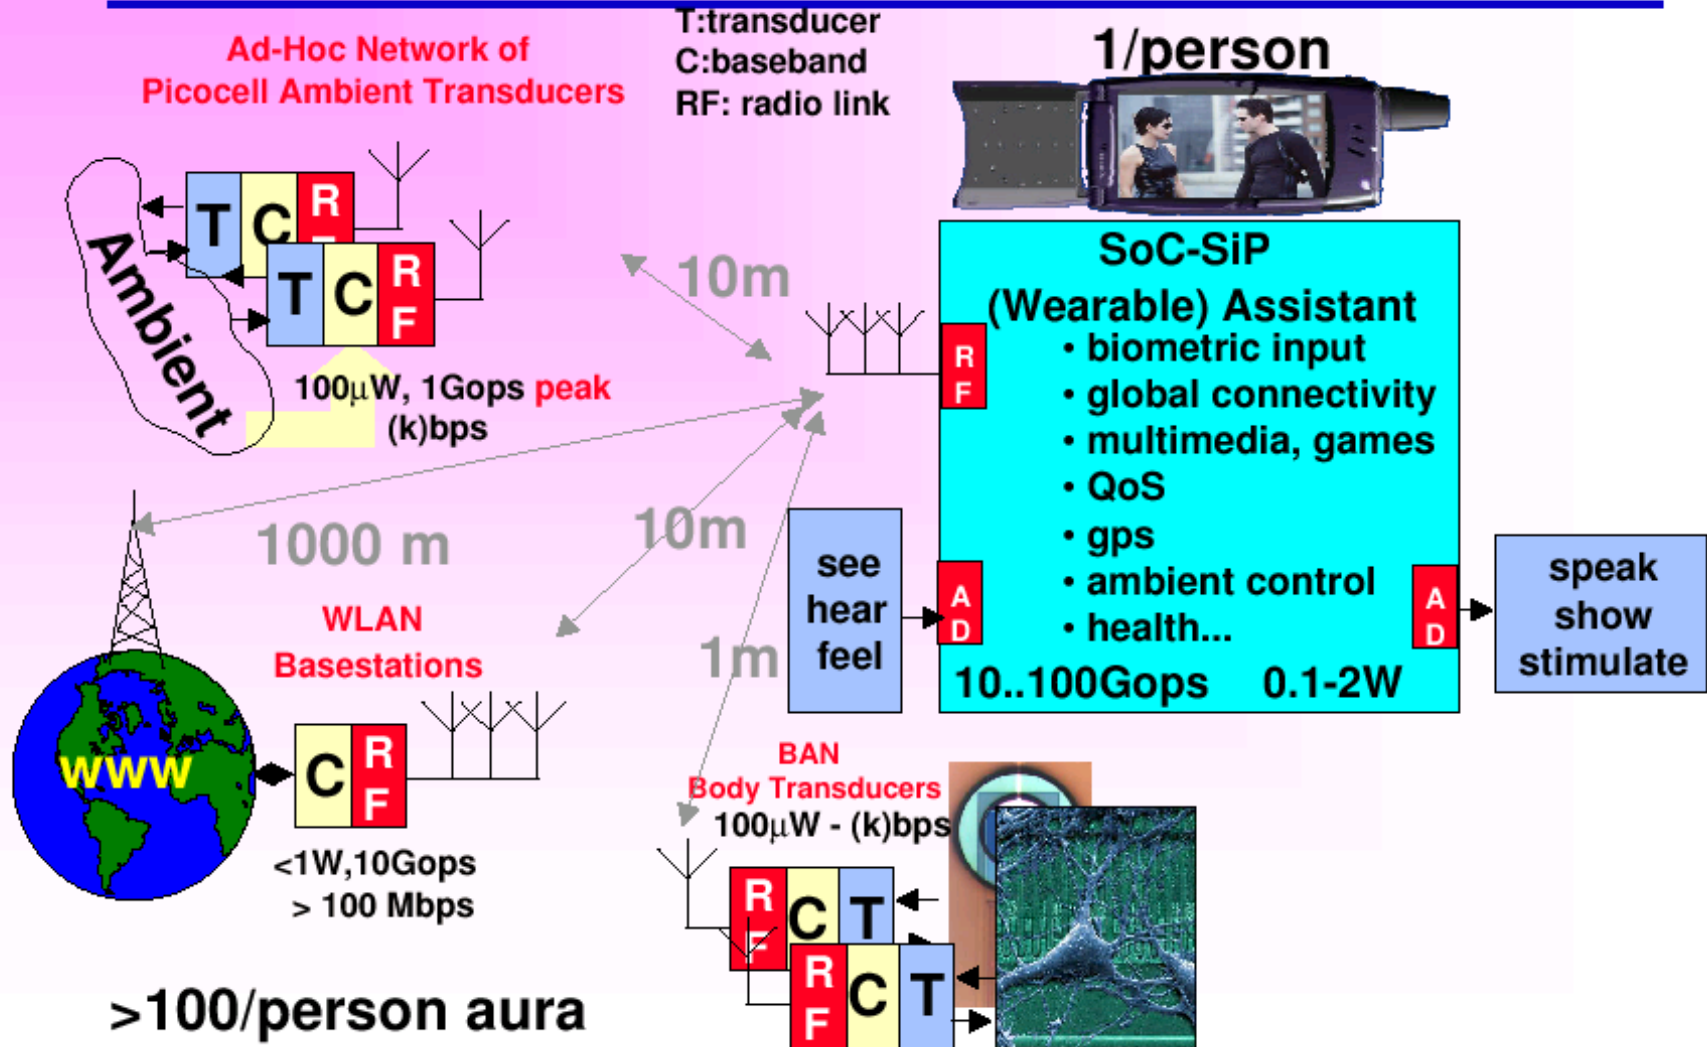 T:transducer
C:baseband
RF: radio link
Ad-Hoc Network of
Picocell Ambient Transducers
1/person
T C R
T C R
F
Ambient
100μW, 1Gops peak
(k)bps
10m
1000 m
10m
1m
SoC-SiP
(Wearable) Assistant
• biometric input
• global connectivity
• multimedia, games
• QoS
• gps
• ambient control
• health...
10..100Gops 0.1-2W
R
F
A
D
A
D
see
hear
feel
speak
show
stimulate
WLAN
Basestations
www
C R
F
<1W,10Gops
> 100 Mbps
BAN
Body Transducers
100μW - (k)bps
R C T
F
R C T
F
>100/person aura